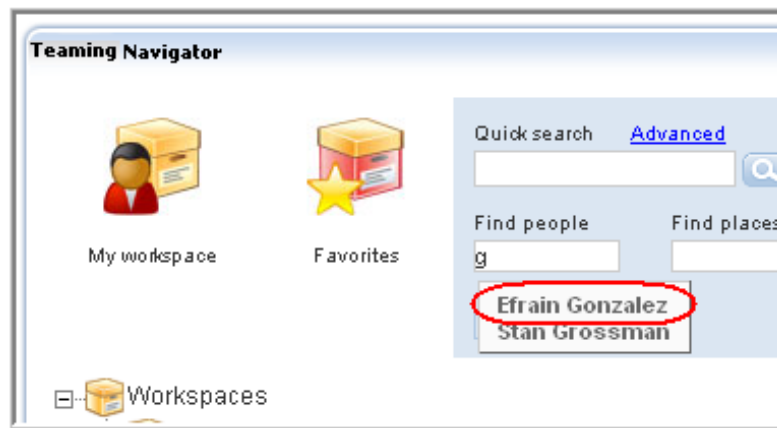 Teaming Navigator
Quick search Advanced
Find people Find places
My workspace Favorites
g
Efrain Gonzalez
Stan Grossman
Workspaces